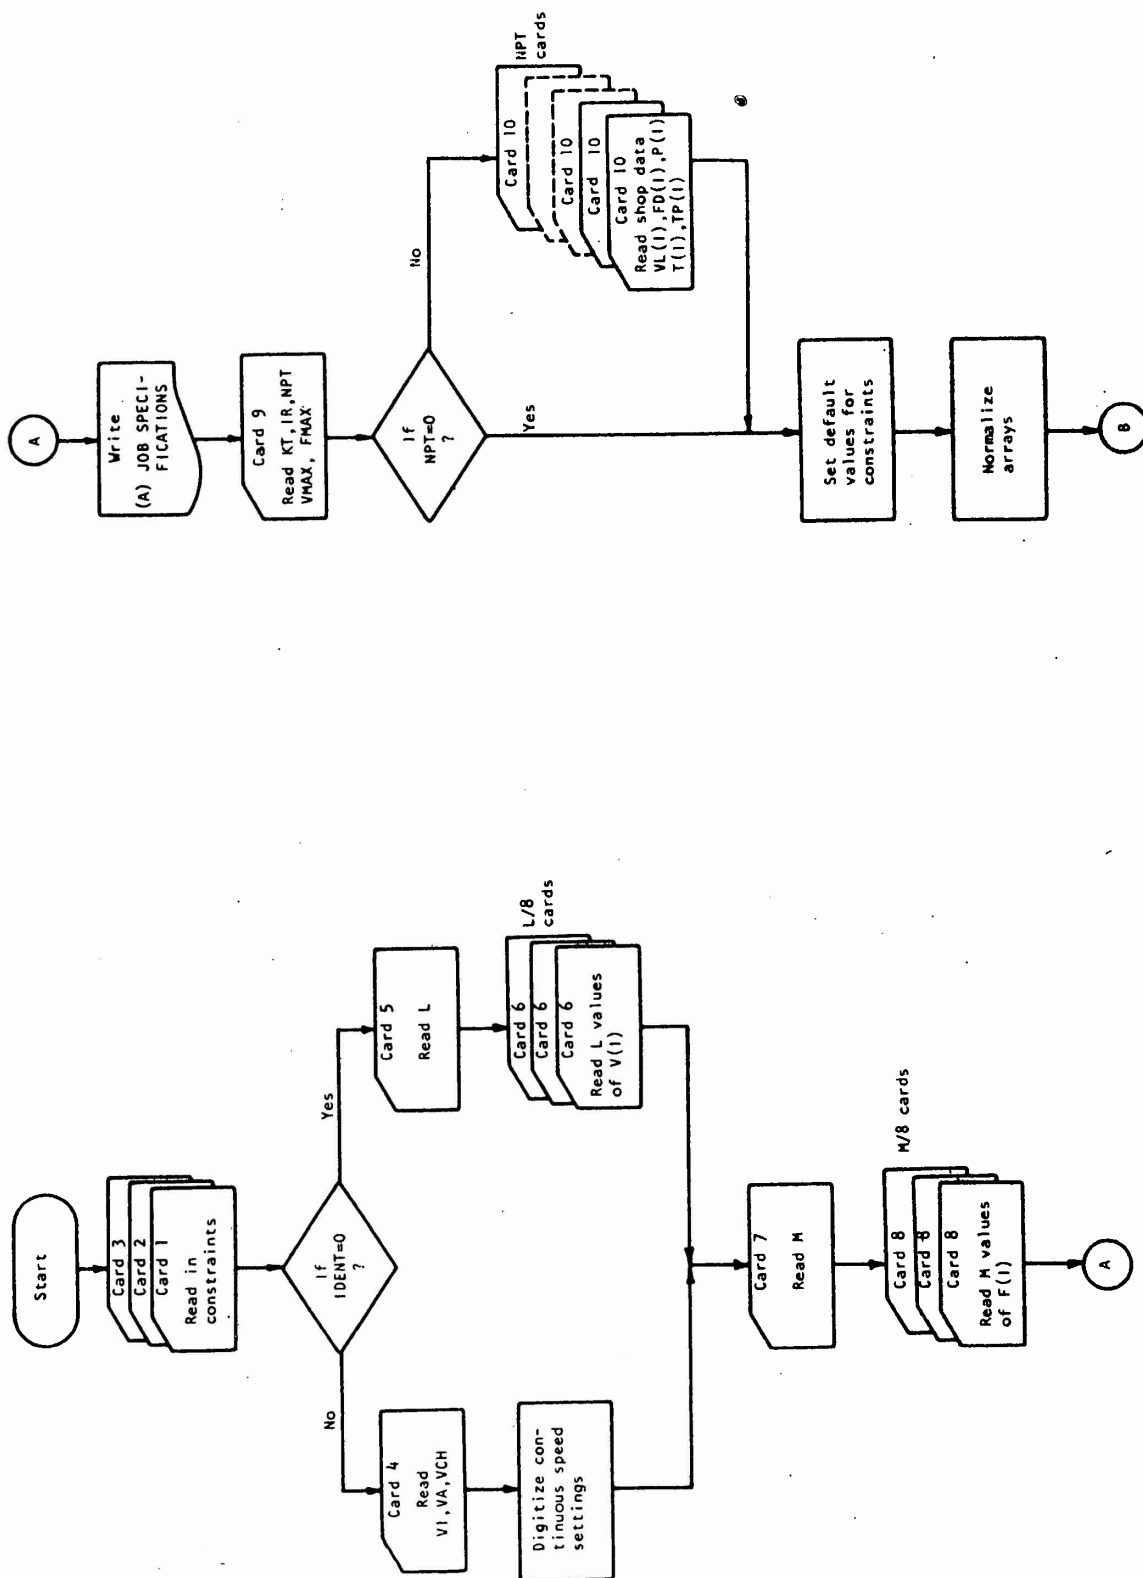 Start
Card 3
Card 2
Card 1
Read in
constraints
If
IDENT=0
?
No
Yes
Card 4
Read
VI,VA,VCH
Digitize con-
tinuous speed
settings
Card 5
Read L
L/8
cards
Card 6
Card 6
Card 6
Read L values
of V(I)
Card 7
Read M
M/8 cards
Card 8
Card 8
Card 8
Read M values
of F(I)
A
A
Write
(A) JOB SPECI-
FICATIONS
Card 9
Read KT,IR,NPT
VMAX, FMAX
If
NPT=0
?
No
Yes
NPT
cards
Card 10
Card 10
Card 10
Card 10
Read shop data
VL(I),FD(I),P(I)
T(I),TP(I)
Set default
values for
constraints
Normalize
arrays
B